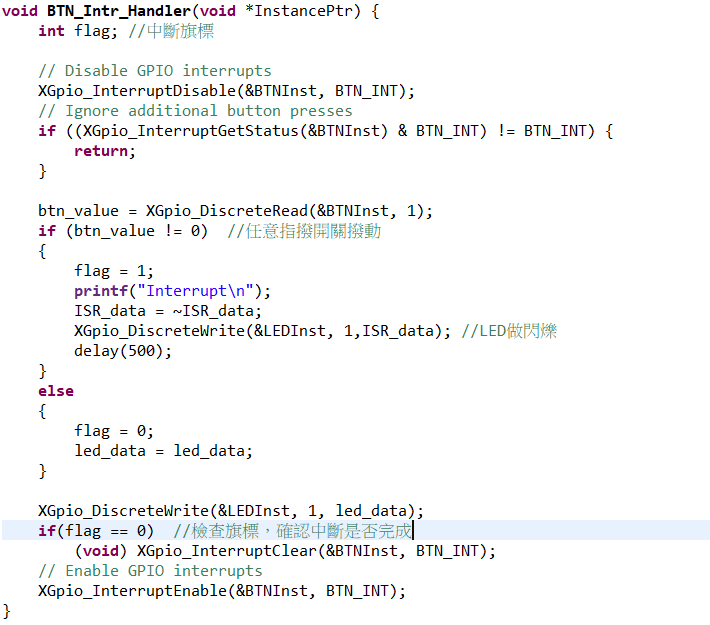 void BTN_Intr_Handler(void *InstancePtr) {
    int flag; //中斷旗標

    // Disable GPIO interrupts
    XGpio_InterruptDisable(&BTNInst, BTN_INT);
    // Ignore additional button presses
    if ((XGpio_InterruptGetStatus(&BTNInst) & BTN_INT) != BTN_INT) {
        return;
    }

    btn_value = XGpio_DiscreteRead(&BTNInst, 1);
    if (btn_value != 0)  //任意指撥開關撥動
    {
        flag = 1;
        printf("Interrupt\n");
        ISR_data = ~ISR_data;
        XGpio_DiscreteWrite(&LEDInst, 1,ISR_data); //LED做閃爍
        delay(500);
    }
    else
    {
        flag = 0;
        led_data = led_data;
    }

    XGpio_DiscreteWrite(&LEDInst, 1, led_data);
    if(flag == 0)  //檢查旗標，確認中斷是否完成
        (void) XGpio_InterruptClear(&BTNInst, BTN_INT);
    // Enable GPIO interrupts
    XGpio_InterruptEnable(&BTNInst, BTN_INT);
}